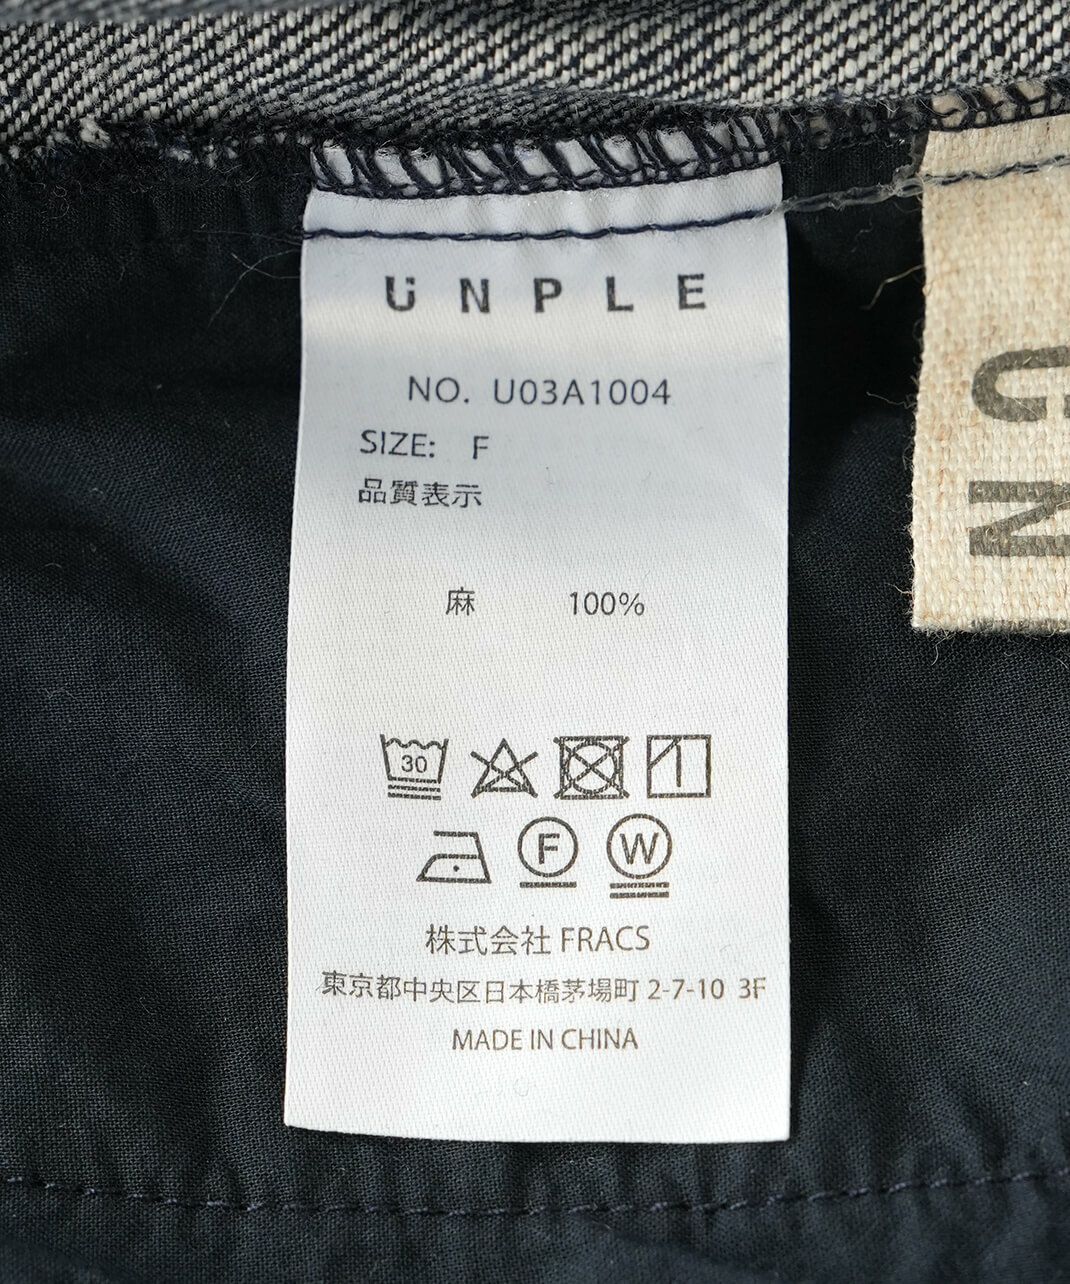 UNPLE
NO. U03A1004
SIZE: F
品質表示
麻 100%
30
F
W
株式会社 FRACS
東京都中央区日本橋茅場町 2-7-10 3F
MADE IN CHINA
UN